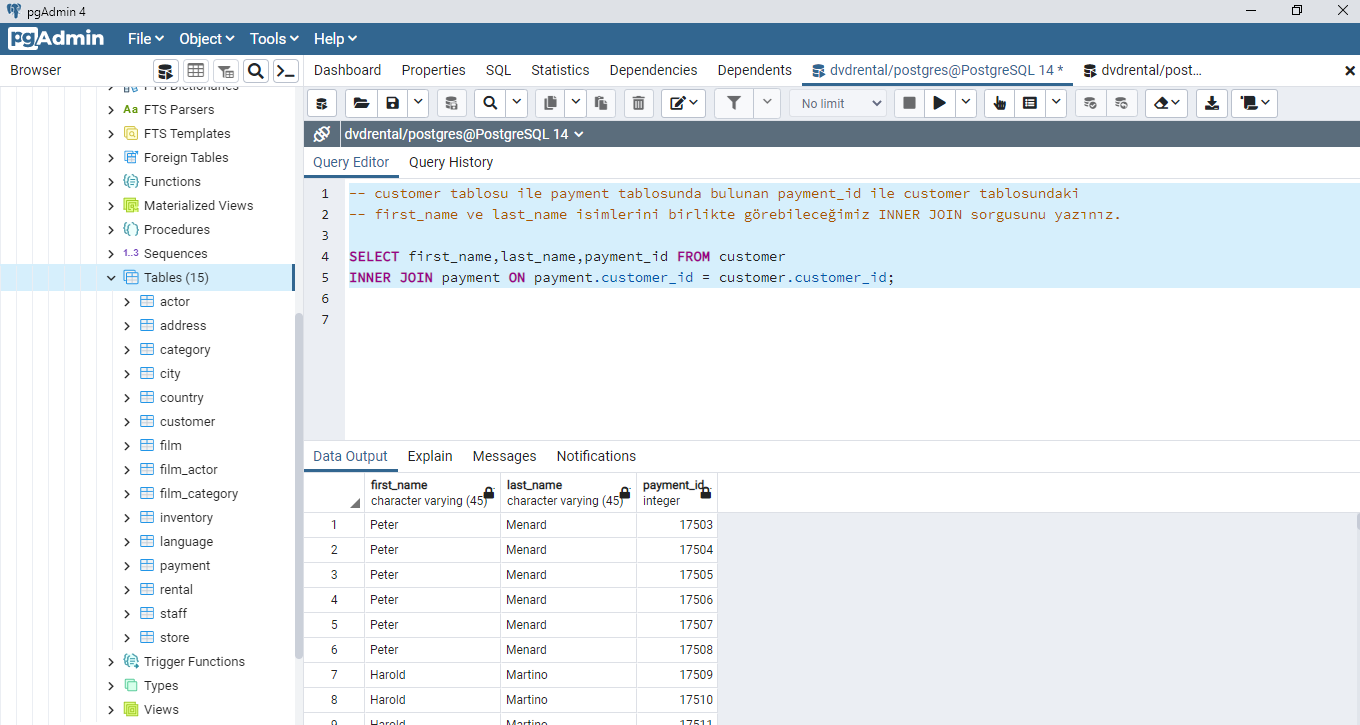 pgAdmin 4
pgAdmin File Object Tools Help
Browser
Dashboard Properties SQL Statistics Dependencies Dependents dvdrental/postgres@PostgreSQL 14 * dvdrental/post...
No limit
dvdrental/postgres@PostgreSQL 14
Query Editor Query History
FTS Dictionaries
Aa FTS Parsers
FTS Templates
Foreign Tables
Functions
Materialized Views
Procedures
1..3 Sequences
Tables (15)
actor
address
category
city
country
customer
film
film_actor
film_category
inventory
language
payment
rental
staff
store
Trigger Functions
Types
Views
1 -- customer tablosu ile payment tablosunda bulunan payment_id ile customer tablosundaki
2 -- first_name ve last_name isimlerini birlikte görebileceğimiz INNER JOIN sorgusunu yazınız.
3
4 SELECT first_name,last_name,payment_id FROM customer
5 INNER JOIN payment ON payment.customer_id = customer.customer_id;
6
7
Data Output Explain Messages Notifications
first_name last_name payment_id
character varying (45) character varying (45) integer
1 Peter Menard 17503
2 Peter Menard 17504
3 Peter Menard 17505
4 Peter Menard 17506
5 Peter Menard 17507
6 Peter Menard 17508
7 Harold Martino 17509
8 Harold Martino 17510
9 Harold Martino 17511